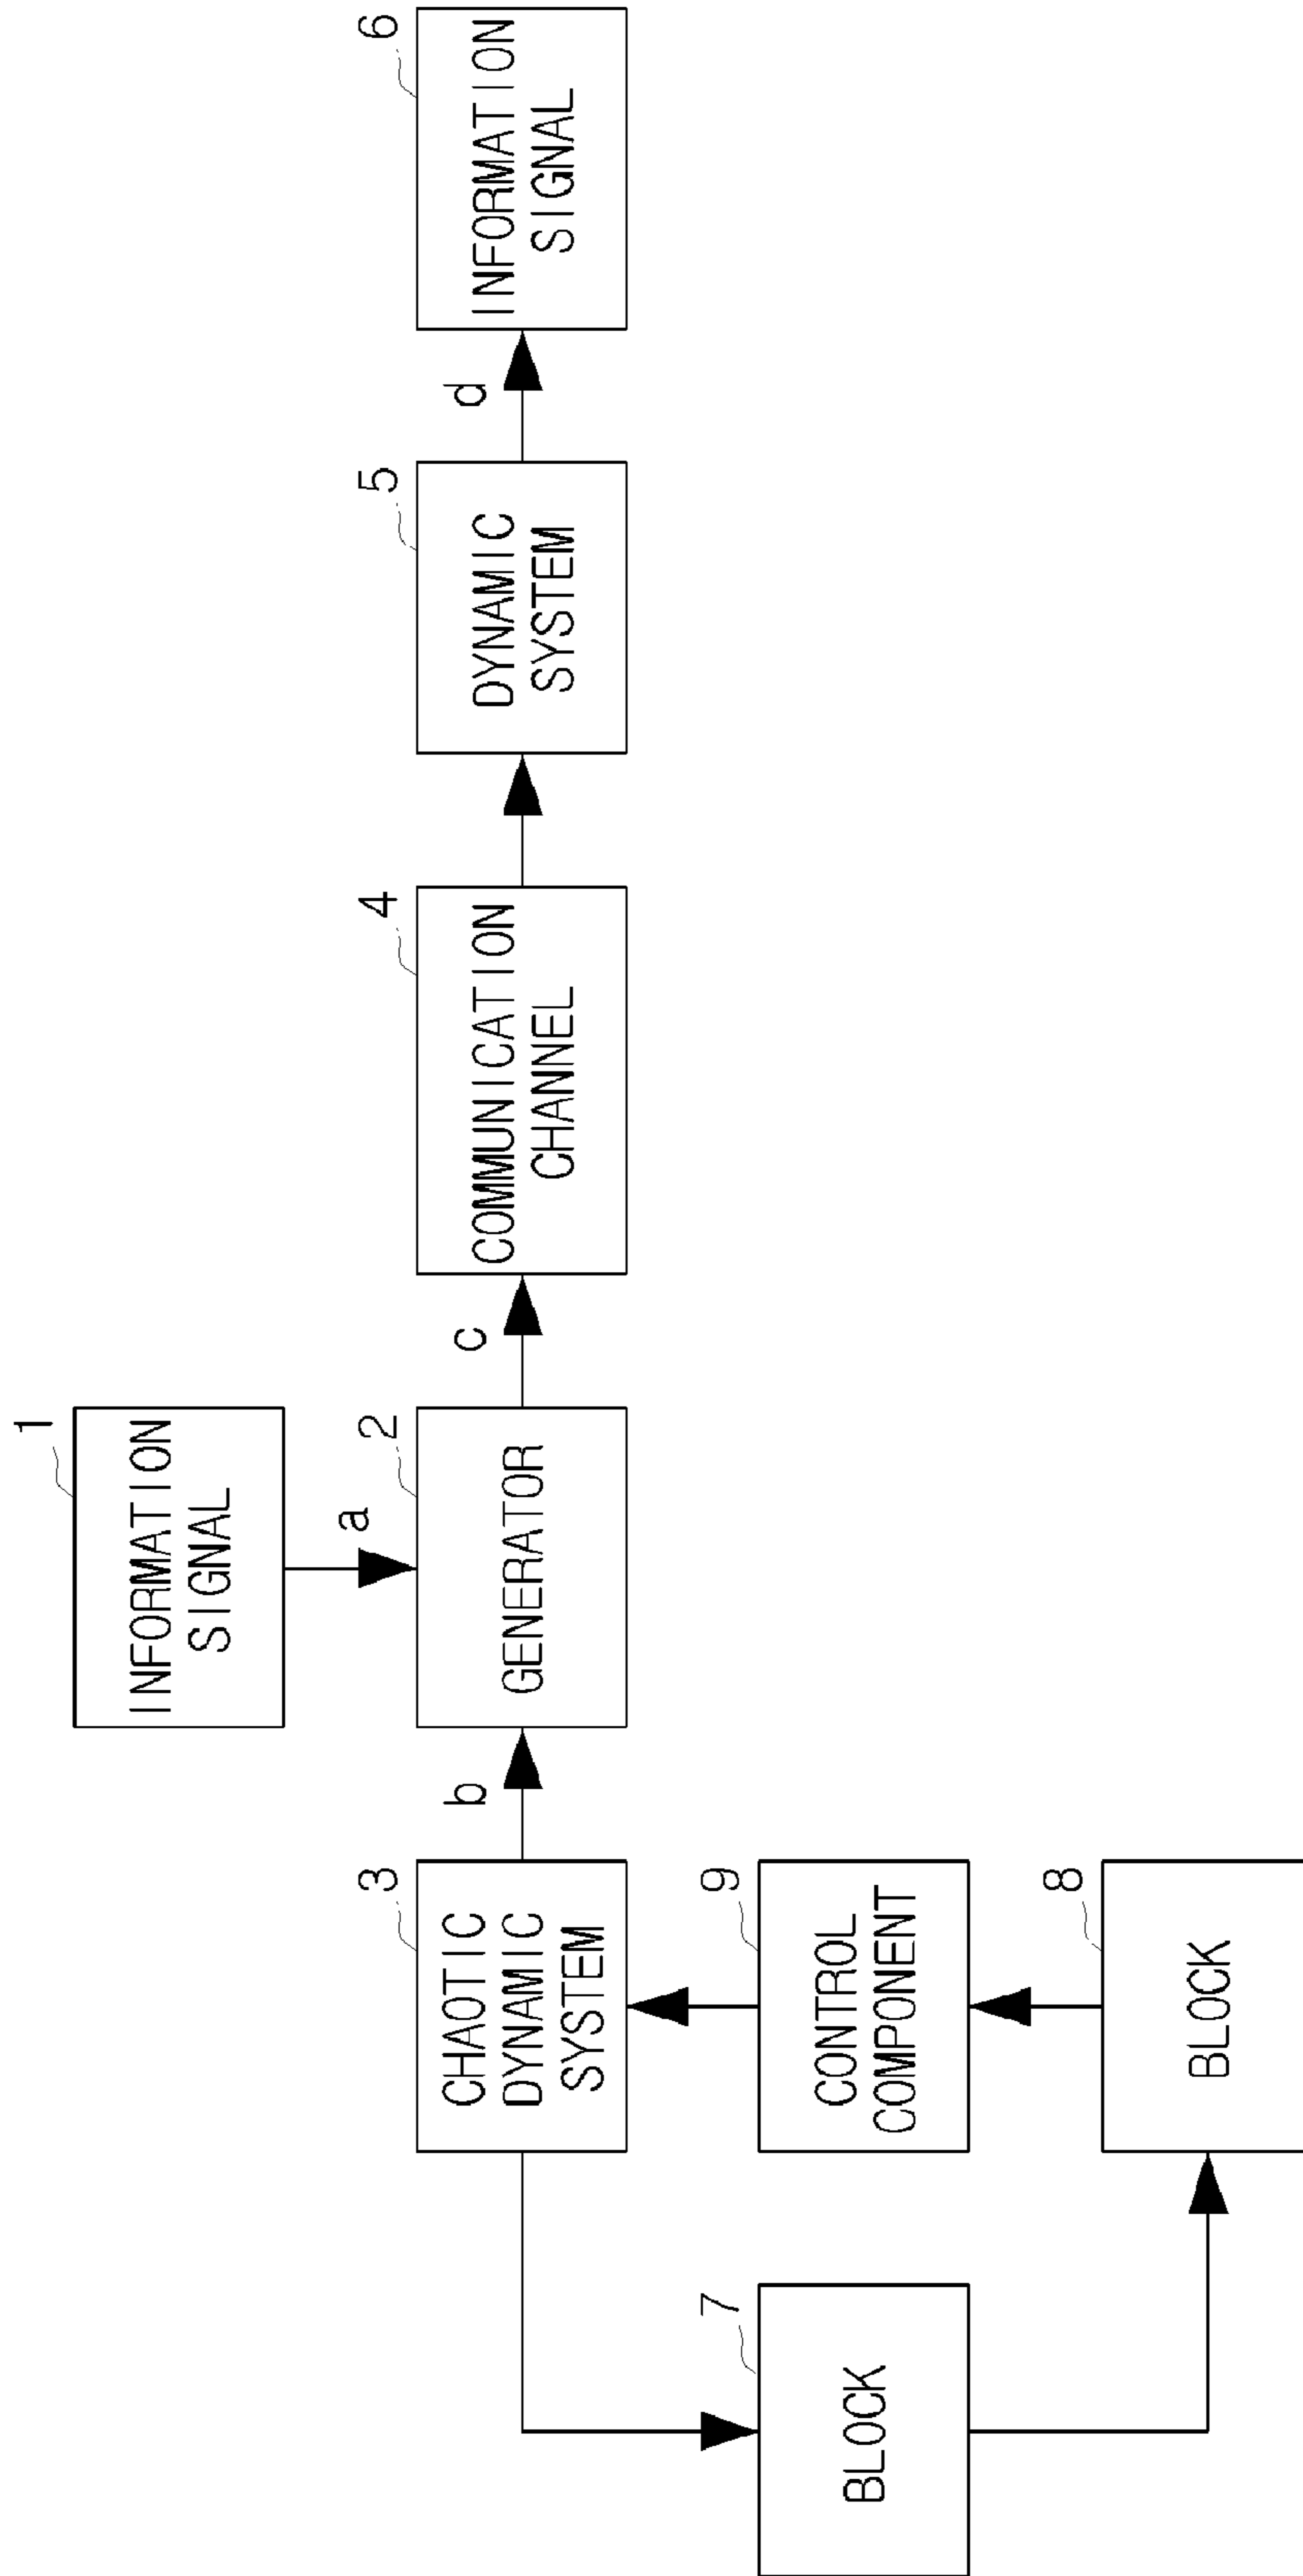 1
INFORMATION
SIGNAL
a
7
BLOCK
3
CHAOTIC
DYNAMIC
SYSTEM
b
2
GENERATOR
c
4
COMMUNICATION
CHANNEL
5
DYNAMIC
SYSTEM
d
6
INFORMATION
SIGNAL
9
CONTROL
COMPONENT
8
BLOCK